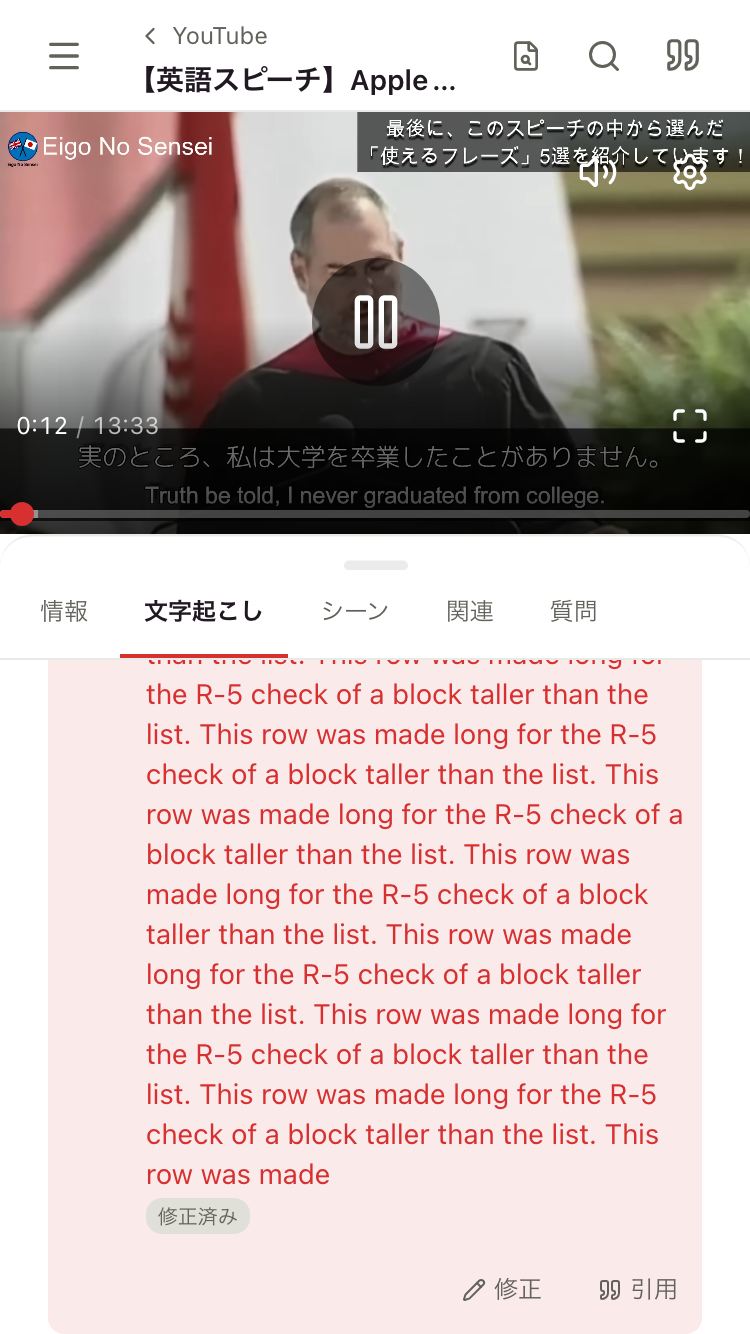 YouTube
【英語スピーチ】Apple...
Eigo No Sensei
最後に、このスピーチの中から選んだ
「使えるフレーズ」5選を紹介しています！
0:12 / 13:33
実のところ、私は大学を卒業したことがありません。
Truth be told, I never graduated from college.
情報
文字起こし
シーン
関連
質問
than the list. This row was made long for
the R-5 check of a block taller than the
list. This row was made long for the R-5
check of a block taller than the list. This
row was made long for the R-5 check of a
block taller than the list. This row was
made long for the R-5 check of a block
taller than the list. This row was made
long for the R-5 check of a block taller
than the list. This row was made long for
the R-5 check of a block taller than the
list. This row was made long for the R-5
check of a block taller than the list. This
row was made
修正済み
修正
引用